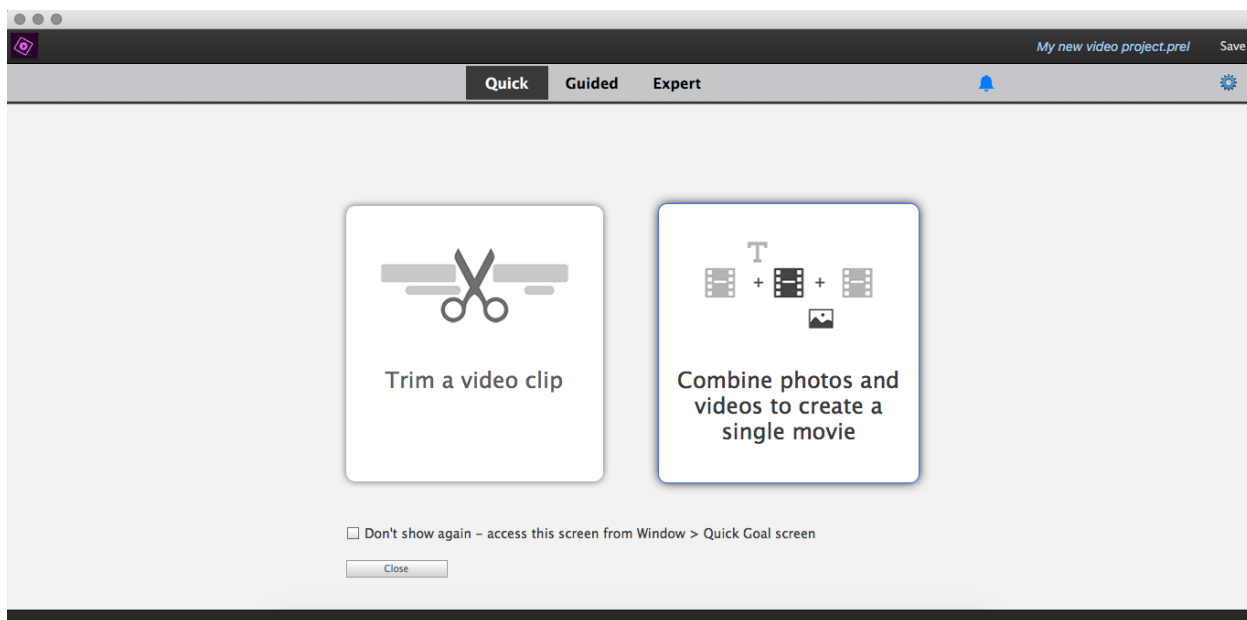 My new video project.prel Save
Quick Guided Expert
T
Trim a video clip
Combine photos and
videos to create a
single movie
Don't show again – access this screen from Window > Quick Goal screen
Close